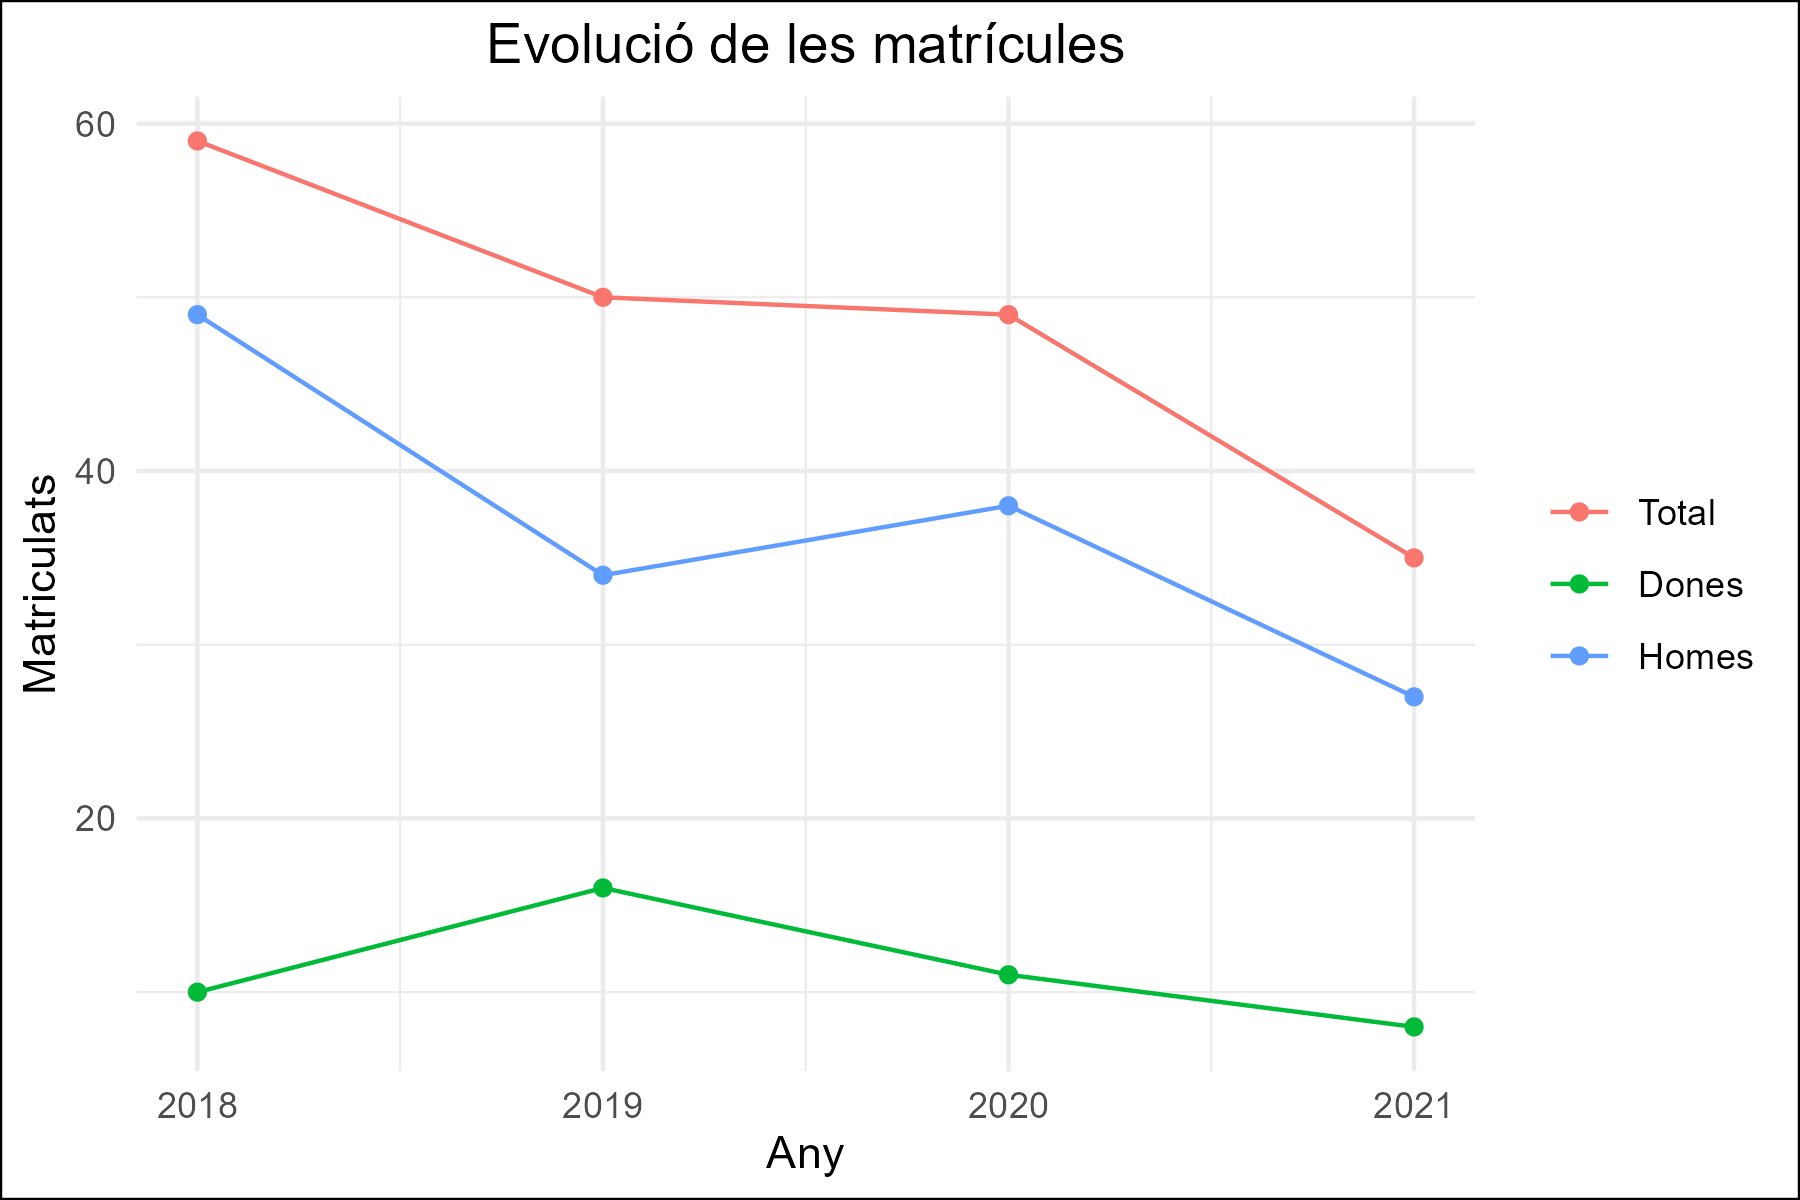 Evolució de les matrícules
60
40
20
Matriculats
2018 2019 2020 2021
Any
Total
Dones
Homes